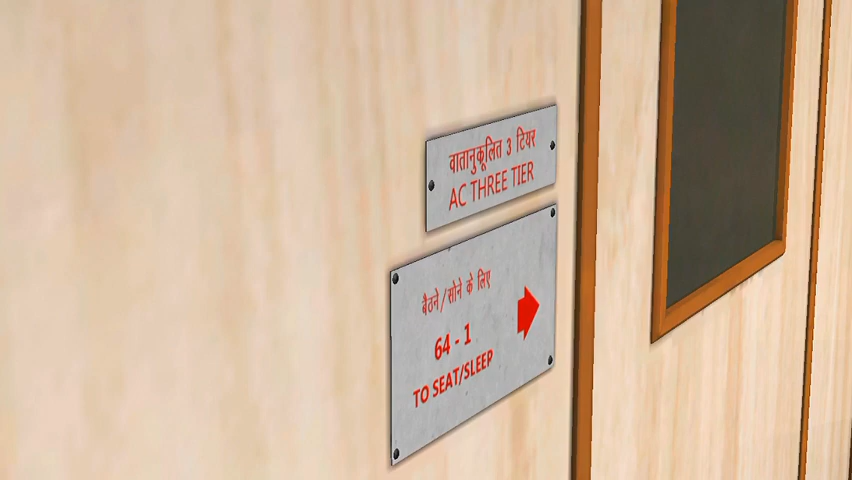 वातानुकूलित 3 टियर
AC THREE TIER
बैठने/सोने के लिए
64 - 1
TO SEAT/SLEEP